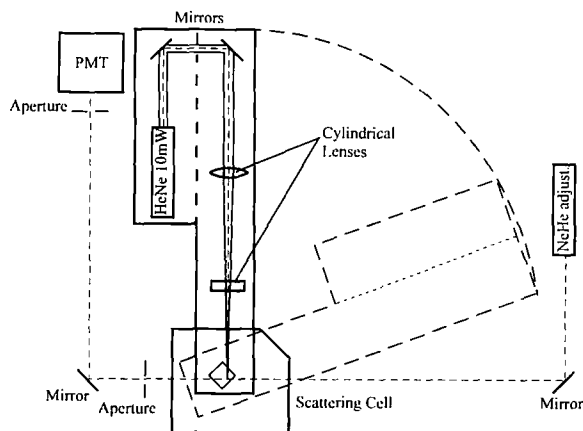 Mirrors
PMT
Aperture
HeNe 10mW
Cylindrical
Lenses
NeHe adjust.
Mirror
Aperture
Scattering Cell
Mirror